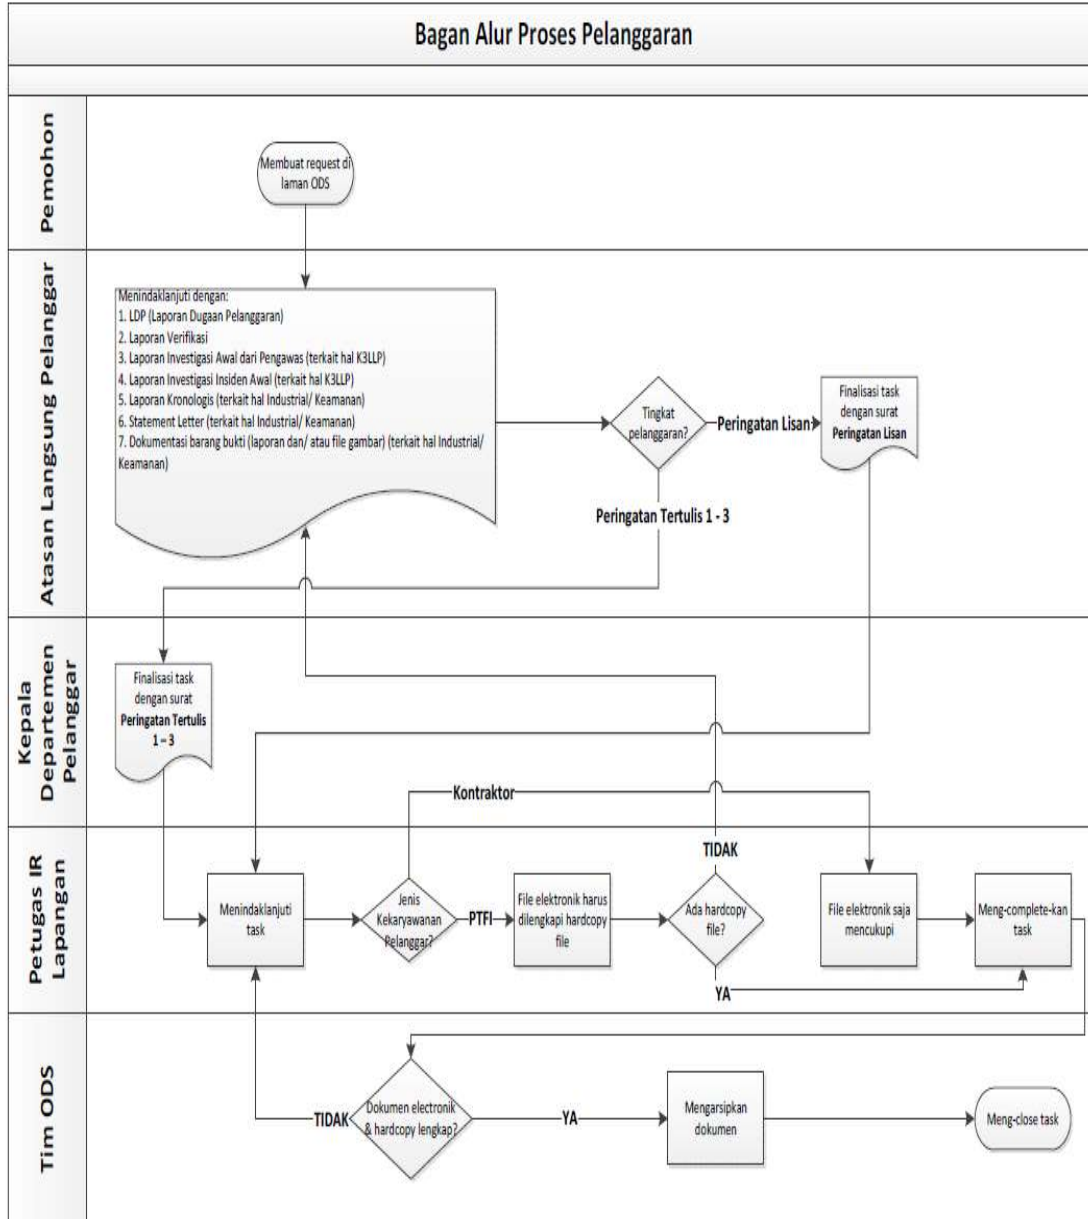 Bagan Alur Proses Pelanggaran
Pemohon
Membuat request di
laman ODS
Atasan Langsung Pelanggar
Menindaklanjuti dengan:
1. LDP (Laporan Dugaan Pelanggaran)
2. Laporan Verifikasi
3. Laporan Investigasi Awal dari Pengawas (terkait hal K3LLP)
4. Laporan Investigasi Insiden Awal (terkait hal K3LLP)
5. Laporan Kronologis (terkait hal Industrial/ Keamanan)
6. Statement Letter (terkait hal Industrial/ Keamanan)
7. Dokumentasi barang bukti (laporan dan/ atau file gambar) (terkait hal Industrial/
Keamanan)
Tingkat
pelanggaran?
Peringatan Lisan
Finalisasi task
dengan surat
Peringatan Lisan
Peringatan Tertulis 1 - 3
Kepala
Departemen
Pelanggar
Finalisasi task
dengan surat
Peringatan Tertulis
1 – 3
Kontraktor
Petugas IR
Lapangan
Menindaklanjuti
task
Jenis
Kekaryawanan
Pelanggar?
PTFI
File elektronik harus
dilengkapi hardcopy
file
TIDAK
Ada hardcopy
file?
YA
File elektronik saja
mencukupi
Meng-complete-kan
task
Tim ODS
TIDAK
Dokumen electronik
& hardcopy lengkap?
YA
Mengarsipkan
dokumen
Meng-close task